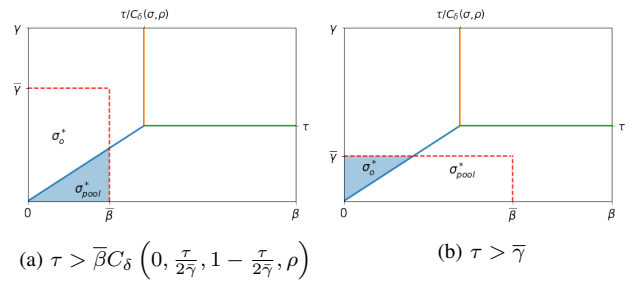 τ/C_δ(σ,ρ) τ/C_δ(σ,ρ)
γ γ
γ̅
σ*_o
τ τ
γ̅
σ*_o σ*_pool
σ*_pool
0 β̅ β 0 β̅ β
(a) τ > β̅C_δ (0, τ/2γ̅, 1 − τ/2γ̅, ρ) (b) τ > γ̅